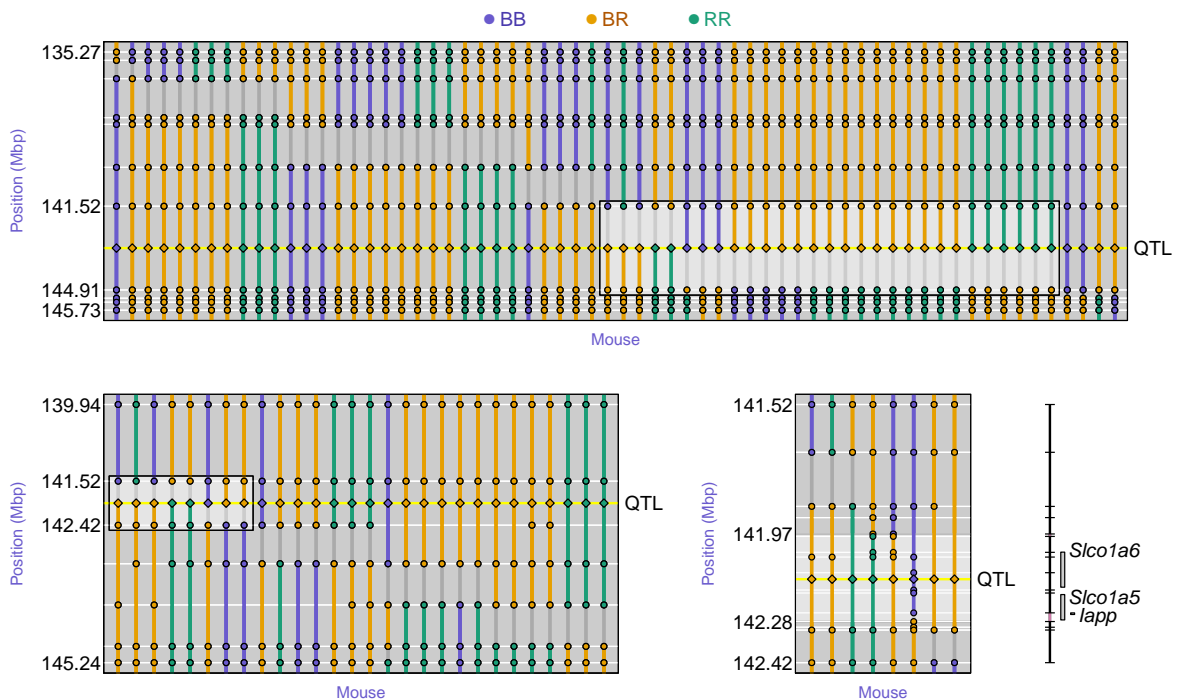 BB BR RR
135.27
Position (Mbp)
141.52
QTL
144.91
145.73
Mouse
139.94
Position (Mbp)
141.52
QTL
142.42
145.24
Mouse
141.52
Position (Mbp)
141.97
Slco1a6
QTL
Slco1a5
- Iapp
142.28
142.42
Mouse